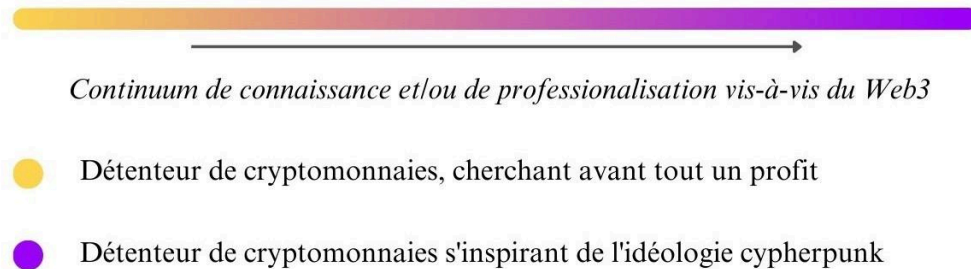 Continuum de connaissance et/ou de professionalisation vis-à-vis du Web3
Détenteur de cryptomonnaies, cherchant avant tout un profit
Détenteur de cryptomonnaies s'inspirant de l'idéologie cypherpunk